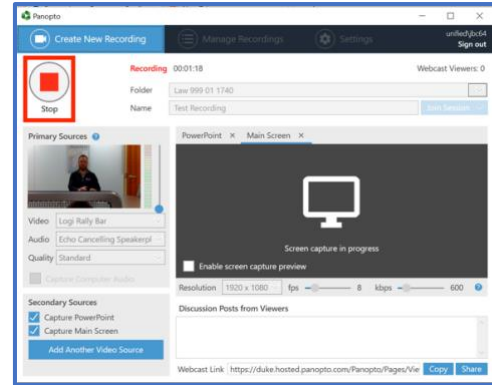 Panopto
Create New Recording
Manage Recordings
Settings
unified\jbc64
Sign out
Recording 00:01:18
Webcast Viewers: 0
Folder Law 999 01 1740
Name Test Recording
Join Session
Stop
Primary Sources
Video Logi Rally Bar
Audio Echo Cancelling Speakerpl
Quality Standard
Capture Computer Audio
Secondary Sources
Capture PowerPoint
Capture Main Screen
Add Another Video Source
PowerPoint × Main Screen ×
Screen capture in progress
Enable screen capture preview
Resolution 1920 x 1080 fps 8 kbps 600
Discussion Posts from Viewers
Webcast Link https://duke.hosted.panopto.com/Panopto/Pages/Vie Copy Share